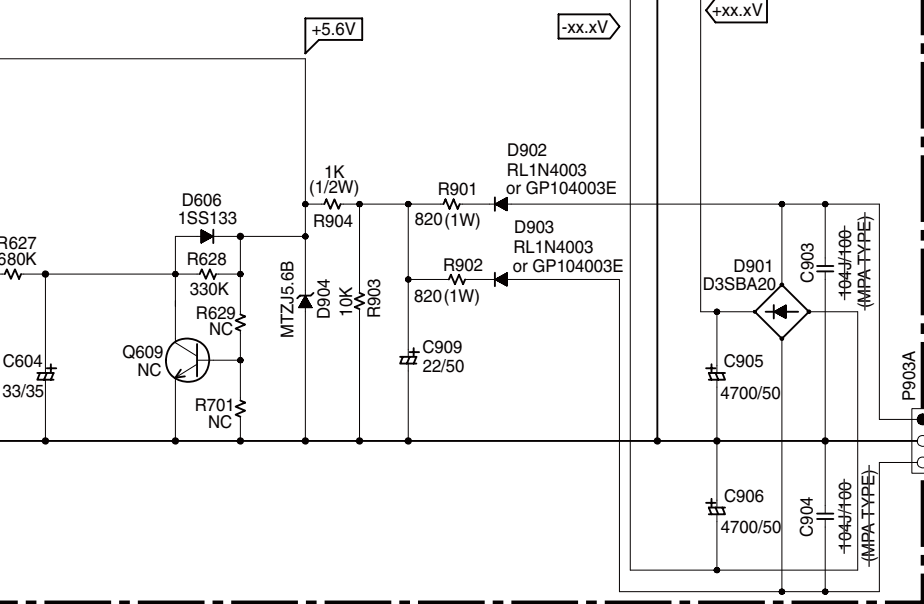 +5.6V
-xx.xV
+xx.xV
D902
RL1N4003
or GP104003E
1K
(1/2W)
R904
R901
820(1W)
D606
1SS133
D903
RL1N4003
or GP104003E
R627
680K
R628
330K
R902
820(1W)
D901
D3SBA20
C903
104J/100
(MPA TYPE)
MTZJ5.6B
D904
10K
R903
R629
NC
Q609
NC
C909
22/50
C604
33/35
C905
4700/50
P903A
R701
NC
C906
4700/50
C904
104J/100
(MPA TYPE)